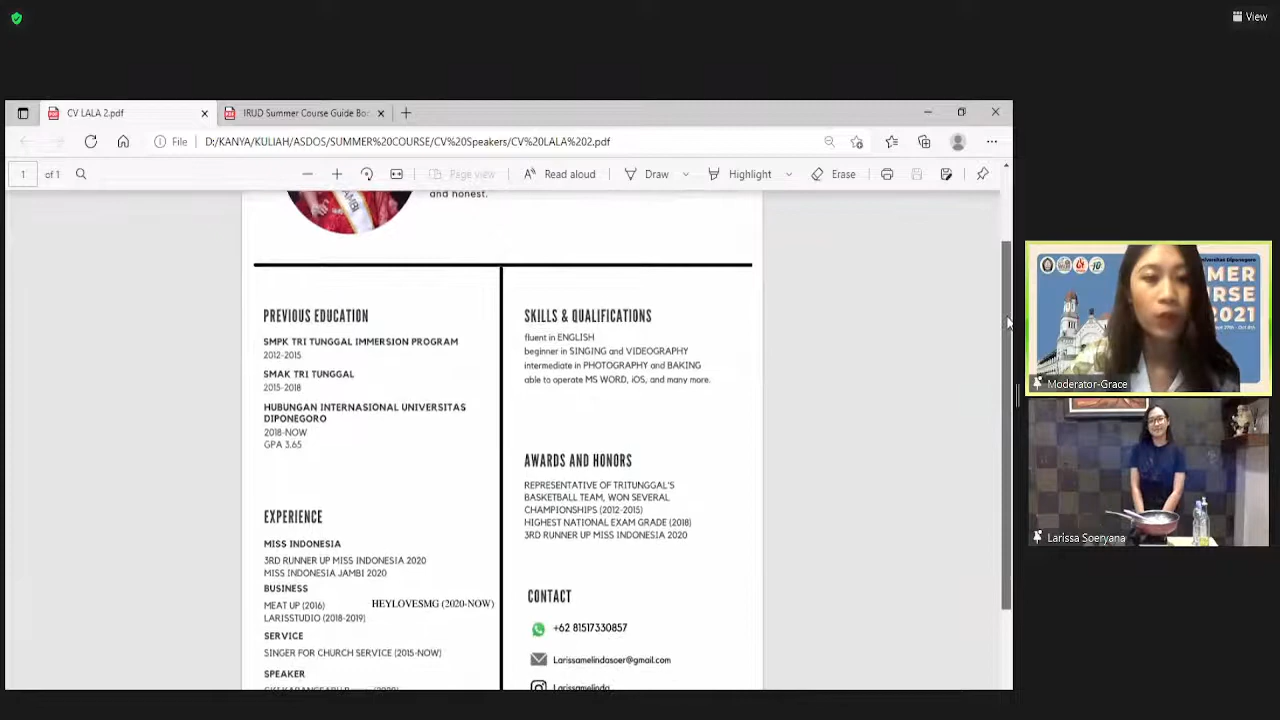 View
CV LALA 2.pdf
IRUD Summer Course Guide Bo
File D:/KANYA/KULIAH/ASDOS/SUMMER%20COURSE/CV%20Speakers/CV%20LALA%202.pdf
1 of 1
Page view
Read aloud
Draw
Highlight
Erase
AMBI
and honest.
PREVIOUS EDUCATION
SMPK TRI TUNGGAL IMMERSION PROGRAM
2012-2015
SMAK TRI TUNGGAL
2015-2018
HUBUNGAN INTERNASIONAL UNIVERSITAS
DIPONEGORO
2018-NOW
GPA 3.65
EXPERIENCE
MISS INDONESIA
3RD RUNNER UP MISS INDONESIA 2020
MISS INDONESIA JAMBI 2020
BUSINESS
MEAT UP (2016)
HEYLOVESMG (2020-NOW)
LARISSTUDIO (2018-2019)
SERVICE
SINGER FOR CHURCH SERVICE (2015-NOW)
SPEAKER
SKILLS & QUALIFICATIONS
fluent in ENGLISH
beginner in SINGING and VIDEOGRAPHY
intermediate in PHOTOGRAPHY and BAKING
able to operate MS WORD, iOS, and many more.
AWARDS AND HONORS
REPRESENTATIVE OF TRITUNGGAL'S
BASKETBALL TEAM, WON SEVERAL
CHAMPIONSHIPS (2012-2015)
HIGHEST NATIONAL EXAM GRADE (2018)
3RD RUNNER UP MISS INDONESIA 2020
CONTACT
+62 81517330857
Larissamelindasoer@gmail.com
Larissamelinda
Universitas Diponegoro
MER
URSE
2021
Moderator-Grace
Larissa Soeryana